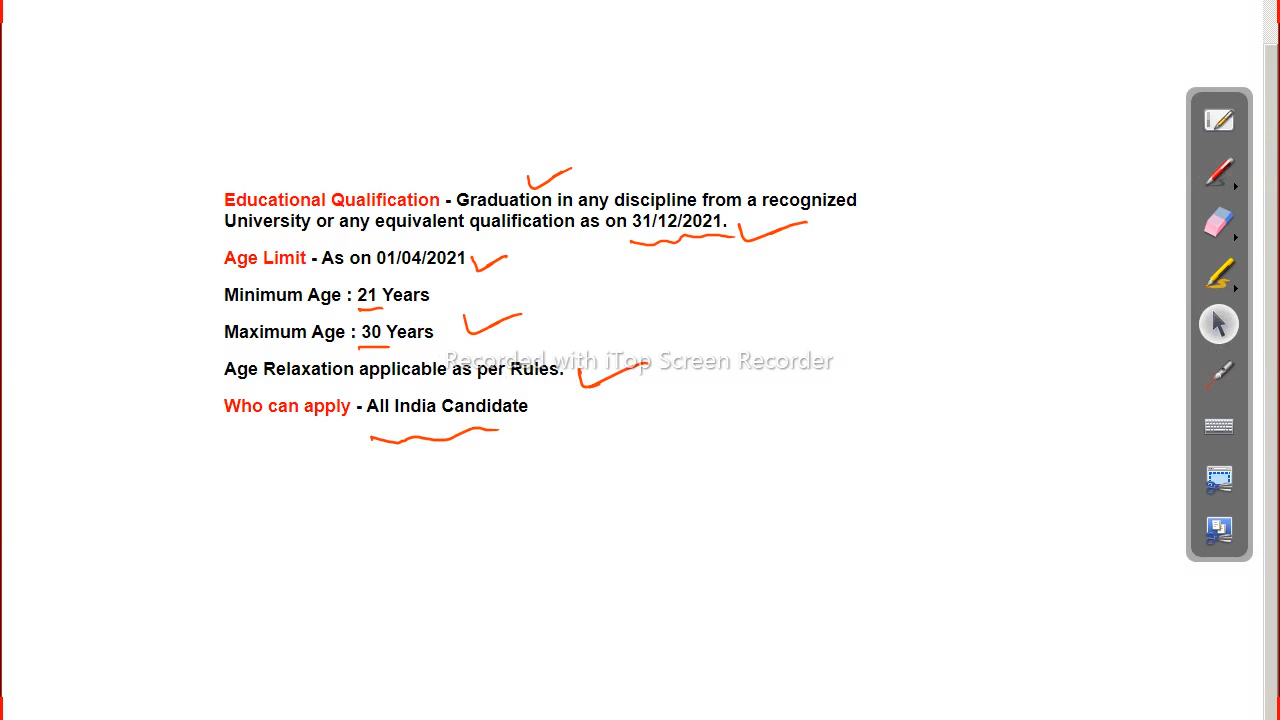 Educational Qualification - Graduation in any discipline from a recognized
University or any equivalent qualification as on 31/12/2021.
Age Limit - As on 01/04/2021
Minimum Age : 21 Years
Maximum Age : 30 Years
Recorded with iTop Screen Recorder
Age Relaxation applicable as per Rules.
Who can apply - All India Candidate